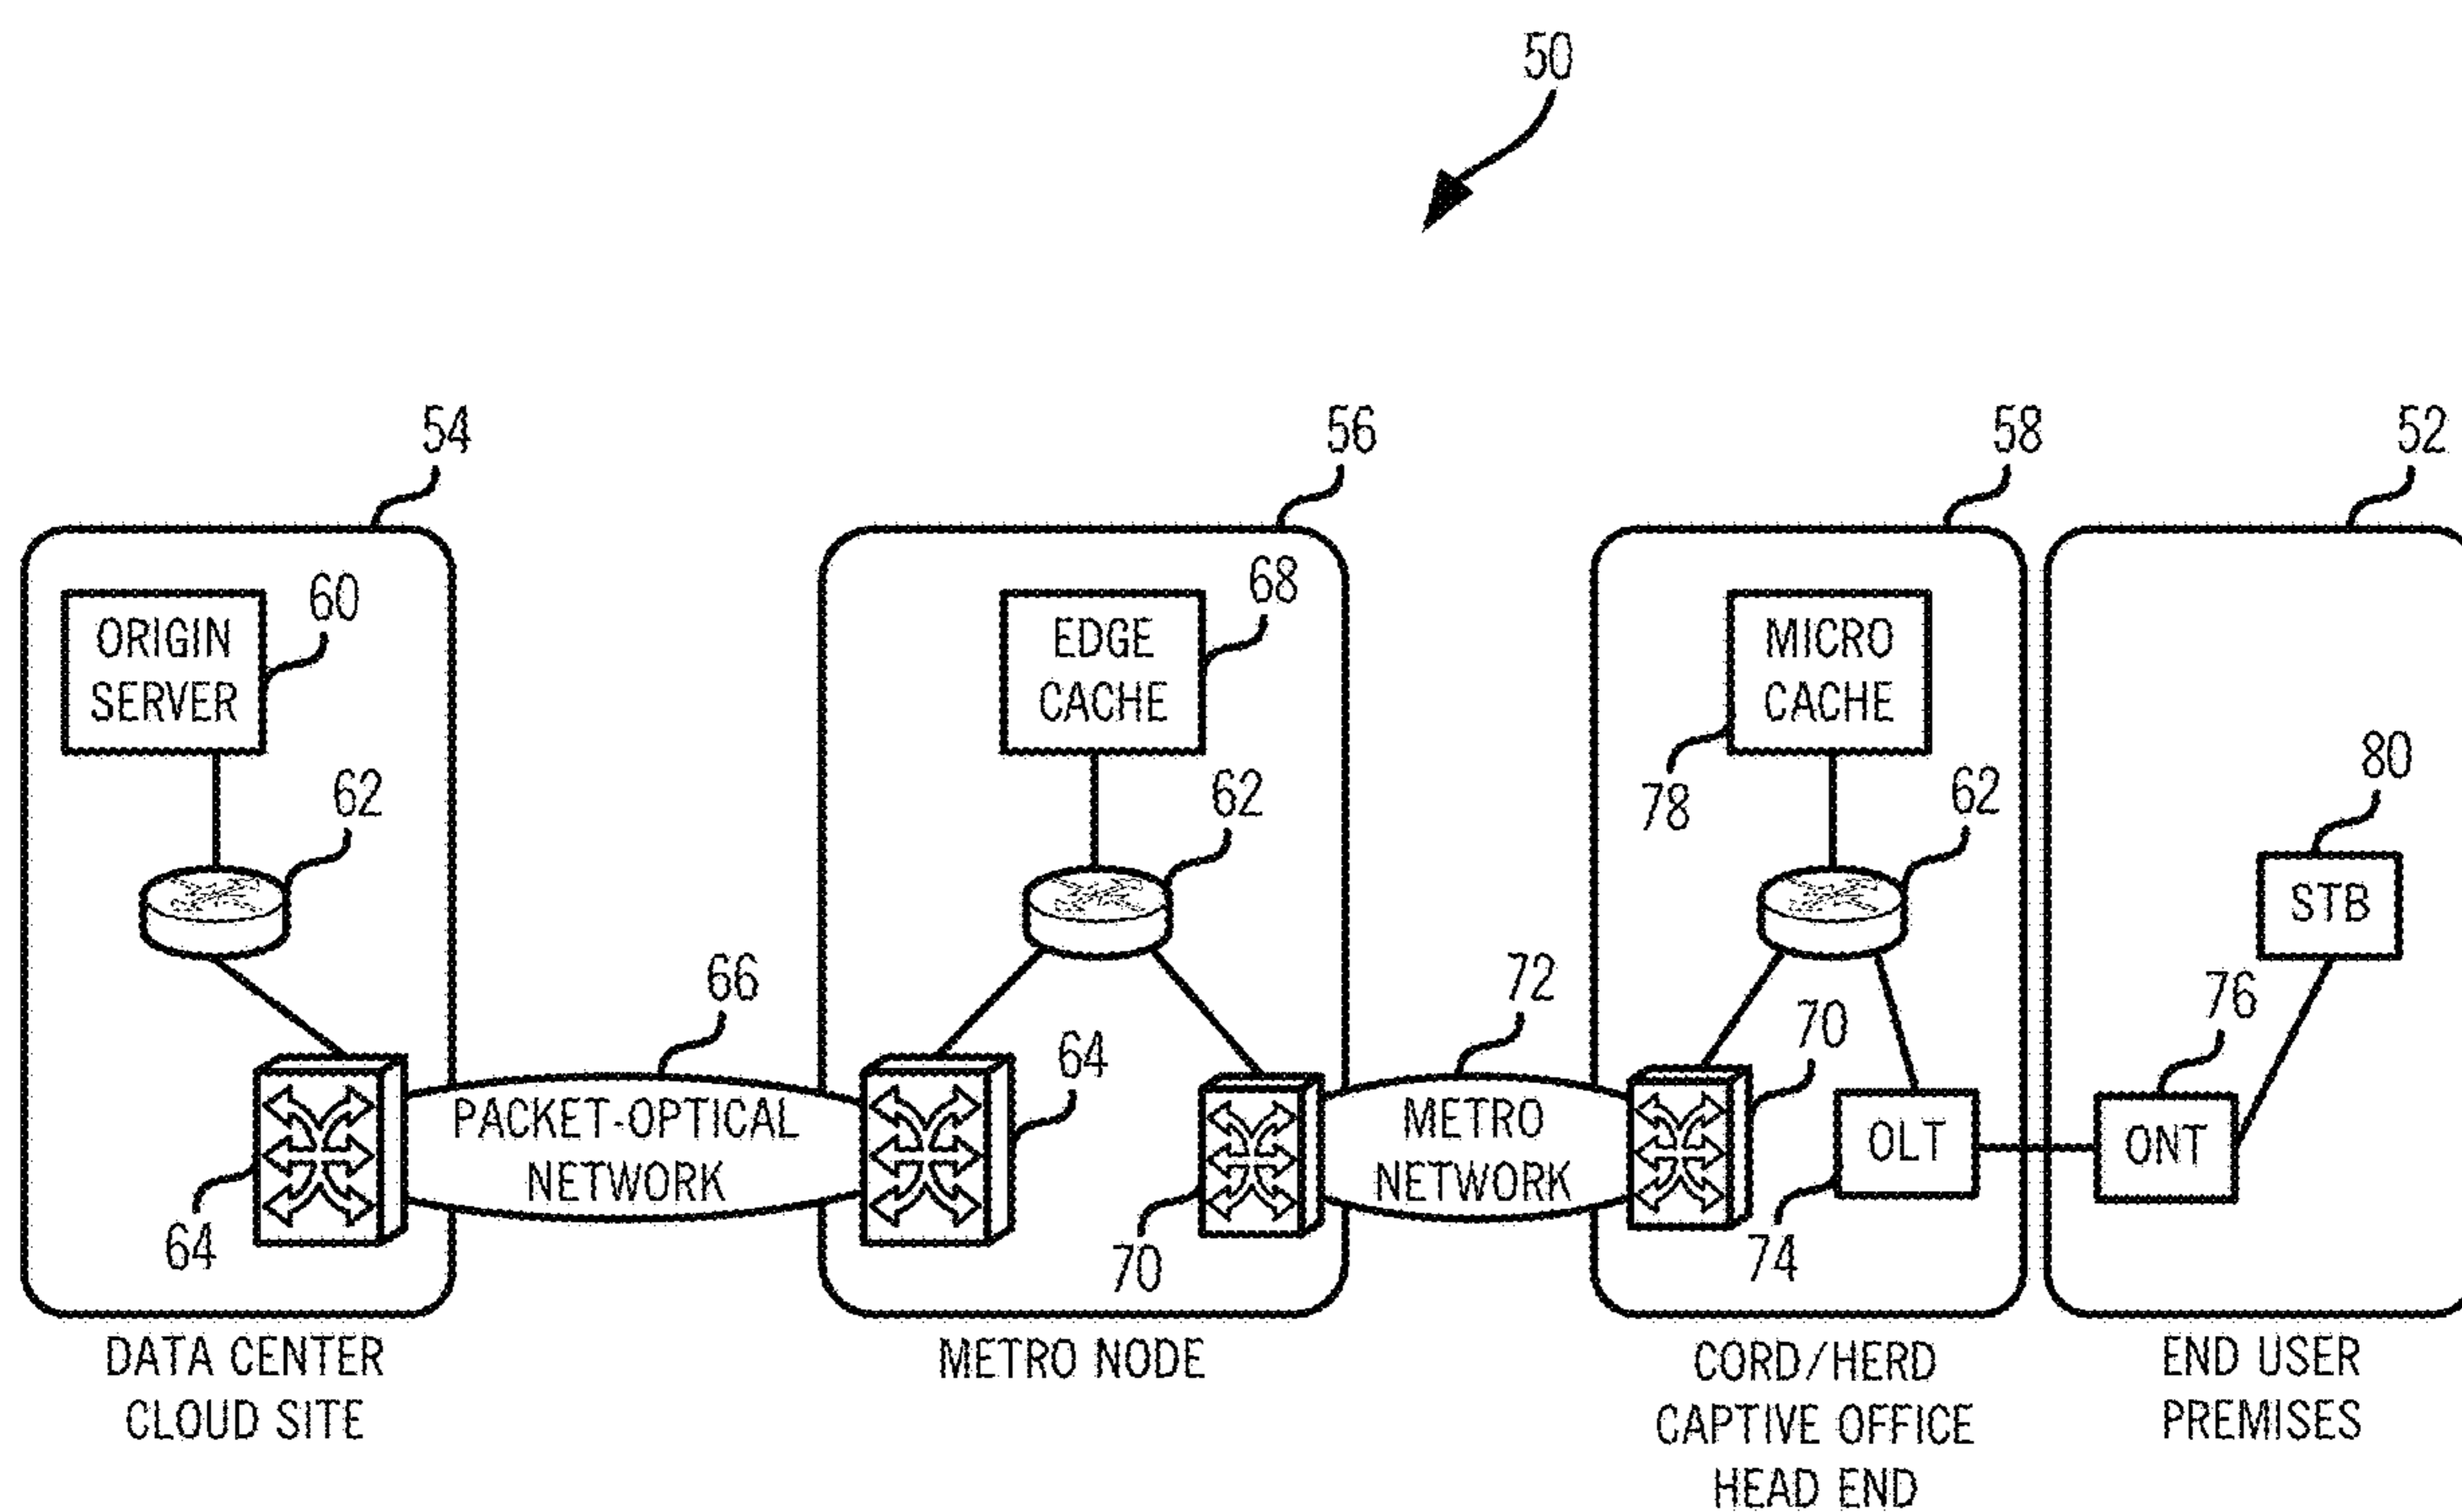 50
54
56
58
52
ORIGIN
SERVER
60
EDGE
CACHE
68
MICRO
CACHE
78
62
62
62
80
STB
66
72
76
64
70
PACKET-OPTICAL
NETWORK
METRO
NETWORK
OLT
ONT
64
70
74
DATA CENTER
CLOUD SITE
METRO NODE
CORD/HERD
CAPTIVE OFFICE
HEAD END
END USER
PREMISES